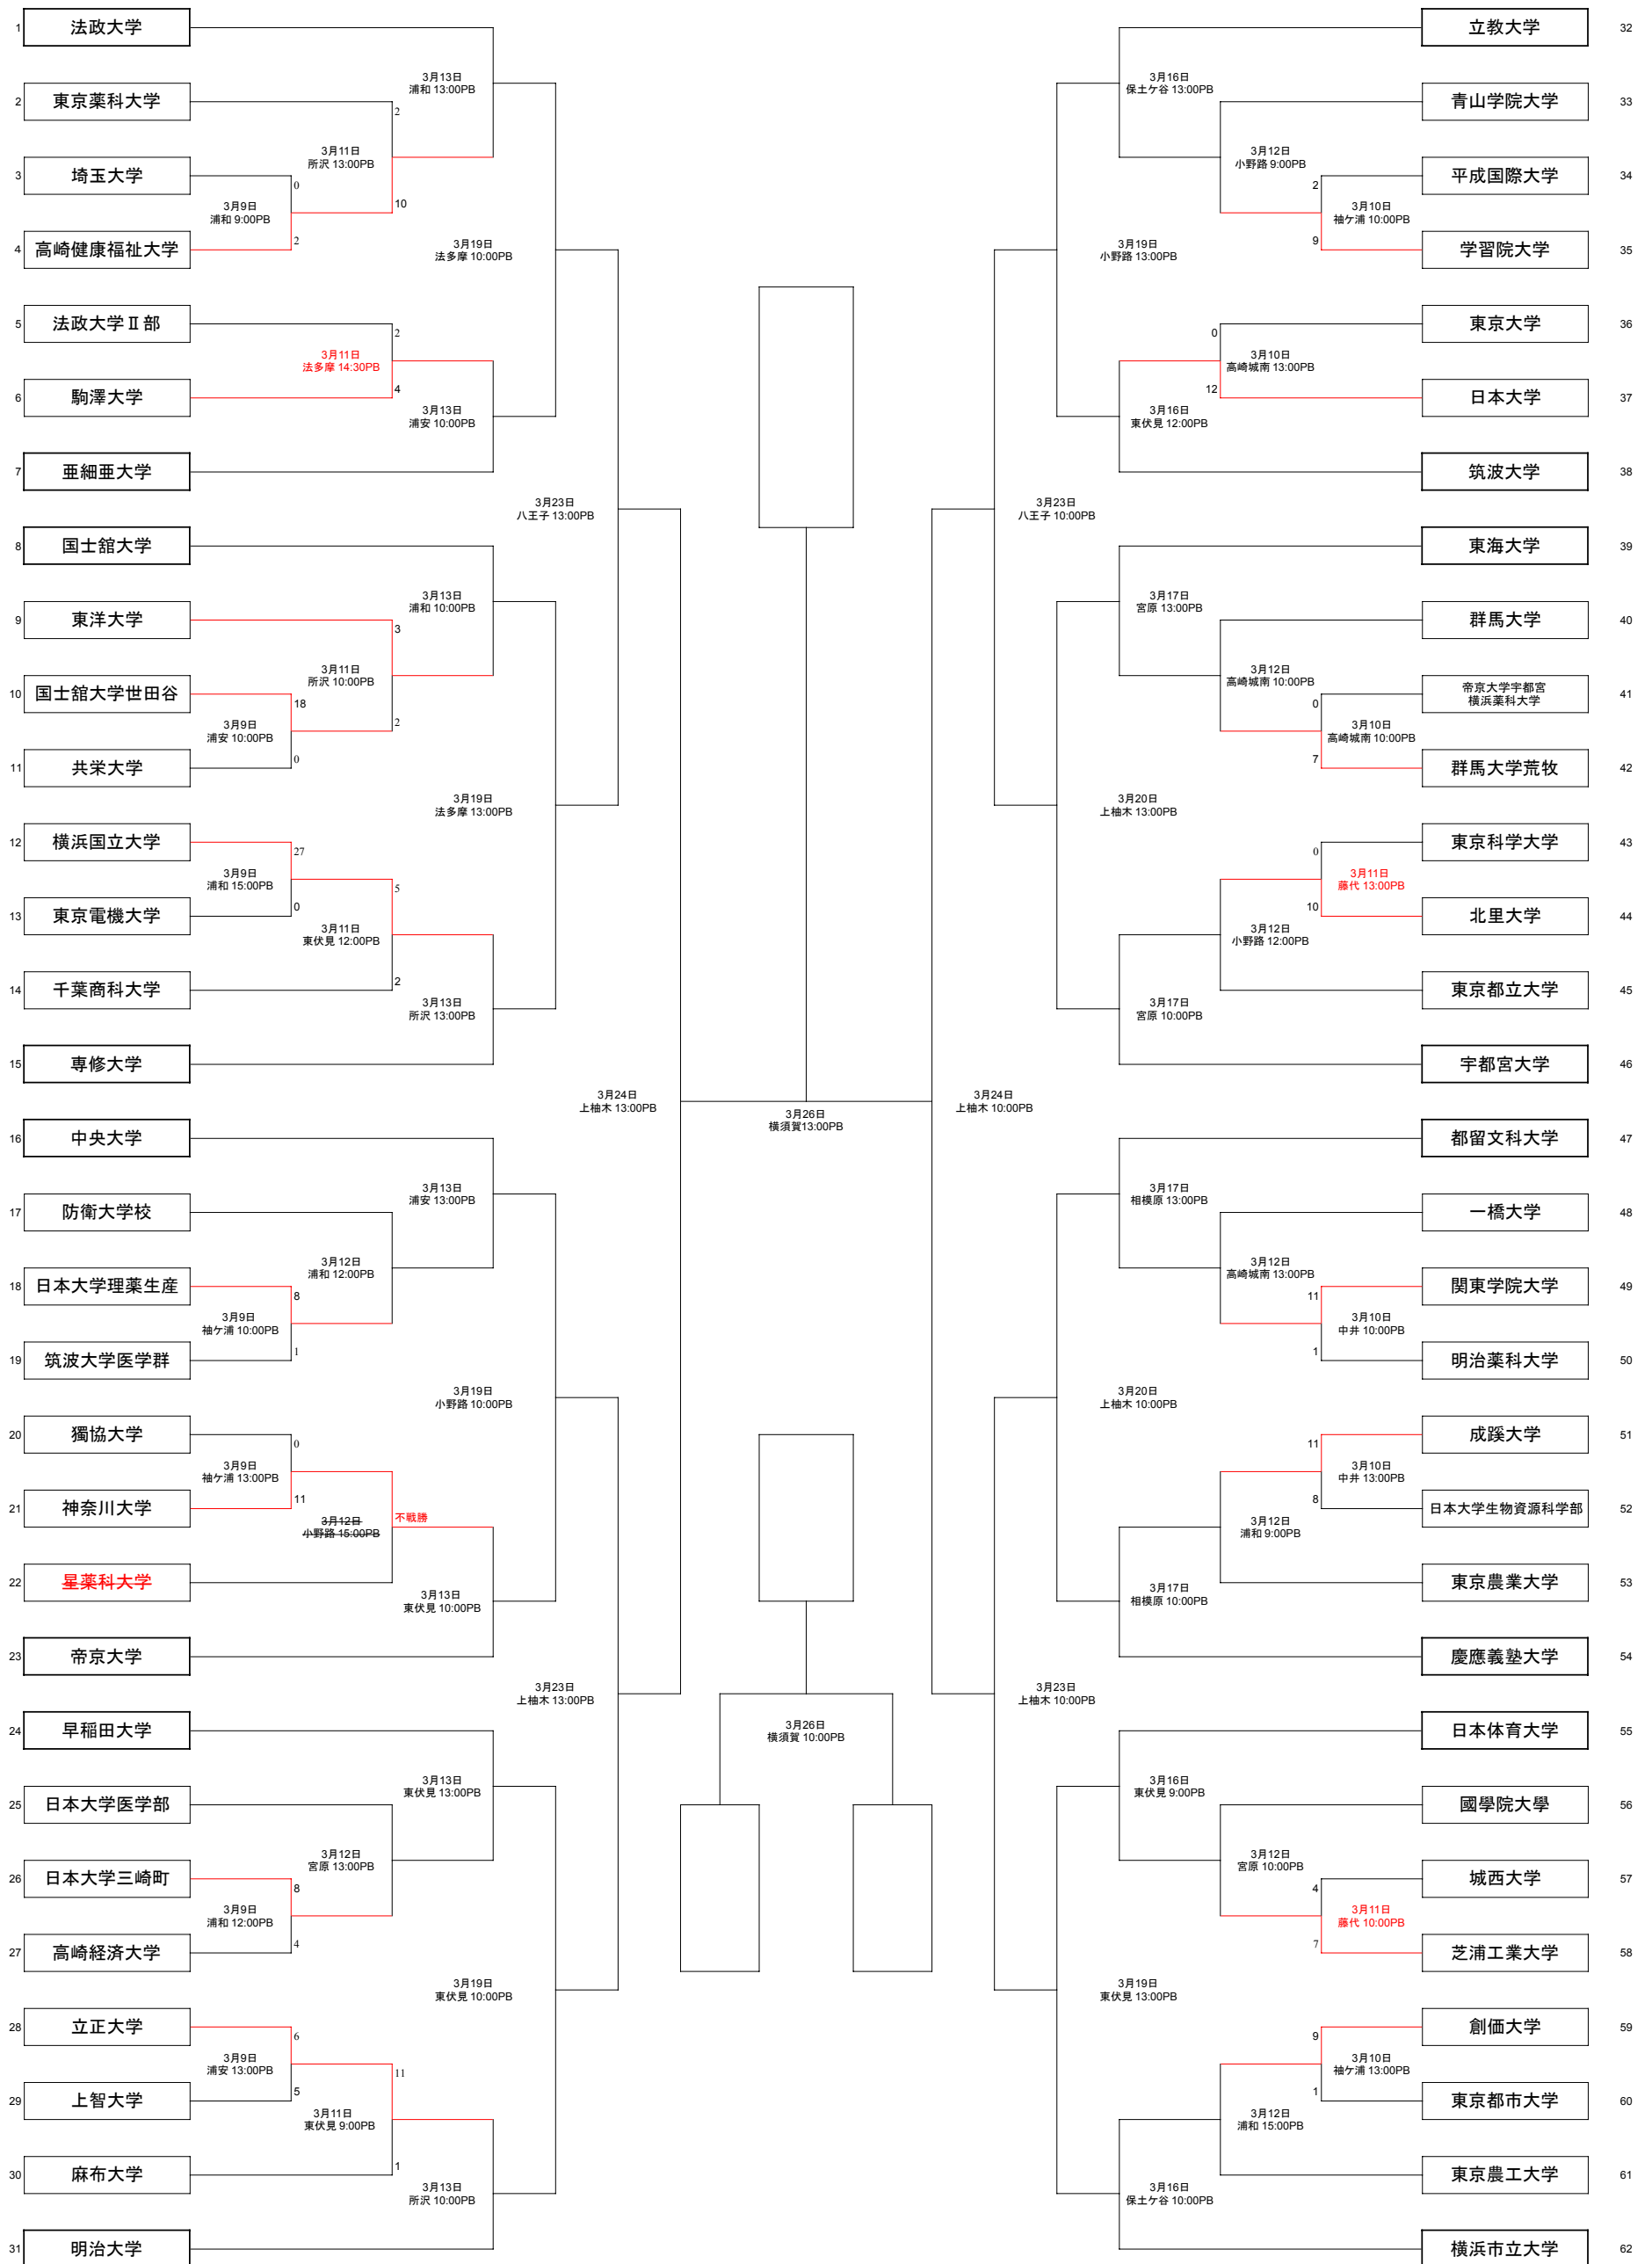 1 法政大学
3月13日
浦和 13:00PB
2 東京薬科大学
2
3月11日
所沢 13:00PB
3 埼玉大学
0
3月9日
浦和 9:00PB
10
4 高崎健康福祉大学
2
3月19日
法多摩 10:00PB
5 法政大学Ⅱ部
2
3月11日
法多摩 14:30PB
6 駒澤大学
4
3月13日
浦安 10:00PB
7 亜細亜大学
3月23日
八王子 13:00PB
8 国士舘大学
3月13日
浦和 10:00PB
9 東洋大学
3
3月11日
所沢 10:00PB
10 国士舘大学世田谷
18
3月9日
浦安 10:00PB
2
11 共栄大学
0
3月19日
法多摩 13:00PB
12 横浜国立大学
27
3月9日
浦和 15:00PB
5
13 東京電機大学
0
3月11日
東伏見 12:00PB
14 千葉商科大学
2
3月13日
所沢 13:00PB
15 専修大学
3月24日
上柚木 13:00PB
16 中央大学
3月13日
浦安 13:00PB
17 防衛大学校
3月12日
浦和 12:00PB
18 日本大学理薬生産
8
3月9日
袖ケ浦 10:00PB
19 筑波大学医学群
1
3月19日
小野路 10:00PB
20 獨協大学
0
3月9日
袖ケ浦 13:00PB
21 神奈川大学
11
3月12日
小野路 15:00PB
不戦勝
22 星薬科大学
3月13日
東伏見 10:00PB
23 帝京大学
3月23日
上柚木 13:00PB
24 早稲田大学
3月13日
東伏見 13:00PB
25 日本大学医学部
3月12日
宮原 13:00PB
26 日本大学三崎町
8
3月9日
浦和 12:00PB
27 高崎経済大学
4
3月19日
東伏見 10:00PB
28 立正大学
6
3月9日
浦安 13:00PB
11
29 上智大学
5
3月11日
東伏見 9:00PB
30 麻布大学
1
3月13日
所沢 10:00PB
31 明治大学
3月26日
横須賀13:00PB
3月26日
横須賀 10:00PB
立教大学 32
3月16日
保土ケ谷 13:00PB
青山学院大学 33
3月12日
小野路 9:00PB
平成国際大学 34
2
3月10日
袖ケ浦 10:00PB
9
学習院大学 35
3月19日
小野路 13:00PB
東京大学 36
0
3月10日
高崎城南 13:00PB
12
日本大学 37
3月16日
東伏見 12:00PB
筑波大学 38
3月23日
八王子 10:00PB
東海大学 39
3月17日
宮原 13:00PB
群馬大学 40
3月12日
高崎城南 10:00PB
帝京大学宇都宮
横浜薬科大学
41
0
3月10日
高崎城南 10:00PB
7
群馬大学荒牧 42
3月20日
上柚木 13:00PB
東京科学大学 43
0
3月11日
藤代 13:00PB
10
北里大学 44
3月12日
小野路 12:00PB
東京都立大学 45
3月17日
宮原 10:00PB
宇都宮大学 46
3月24日
上柚木 10:00PB
都留文科大学 47
3月17日
相模原 13:00PB
一橋大学 48
3月12日
高崎城南 13:00PB
関東学院大学 49
11
3月10日
中井 10:00PB
1
明治薬科大学 50
3月20日
上柚木 10:00PB
成蹊大学 51
11
3月10日
中井 13:00PB
8
日本大学生物資源科学部 52
3月12日
浦和 9:00PB
東京農業大学 53
3月17日
相模原 10:00PB
慶應義塾大学 54
3月23日
上柚木 10:00PB
日本体育大学 55
3月16日
東伏見 9:00PB
國學院大學 56
3月12日
宮原 10:00PB
城西大学 57
4
3月11日
藤代 10:00PB
7
芝浦工業大学 58
3月19日
東伏見 13:00PB
創価大学 59
9
3月10日
袖ケ浦 13:00PB
1
東京都市大学 60
3月12日
浦和 15:00PB
東京農工大学 61
3月16日
保土ケ谷 10:00PB
横浜市立大学 62